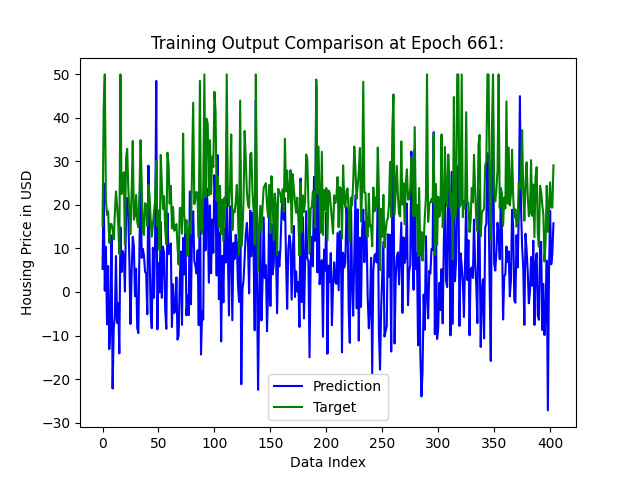 Training Output Comparison at Epoch 661:
Housing Price in USD
50
40
30
20
10
0
−10
−20
−30
Prediction
Target
0 50 100 150 200 250 300 350 400
Data Index